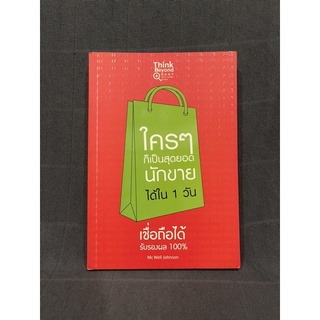 Think
Beyond
ใครๆ
ก็เป็นสุดยอด
นักขาย
ได้ใน 1 วัน
เชื่อถือได้
รับรองผล 100%
Mc Well Johnson